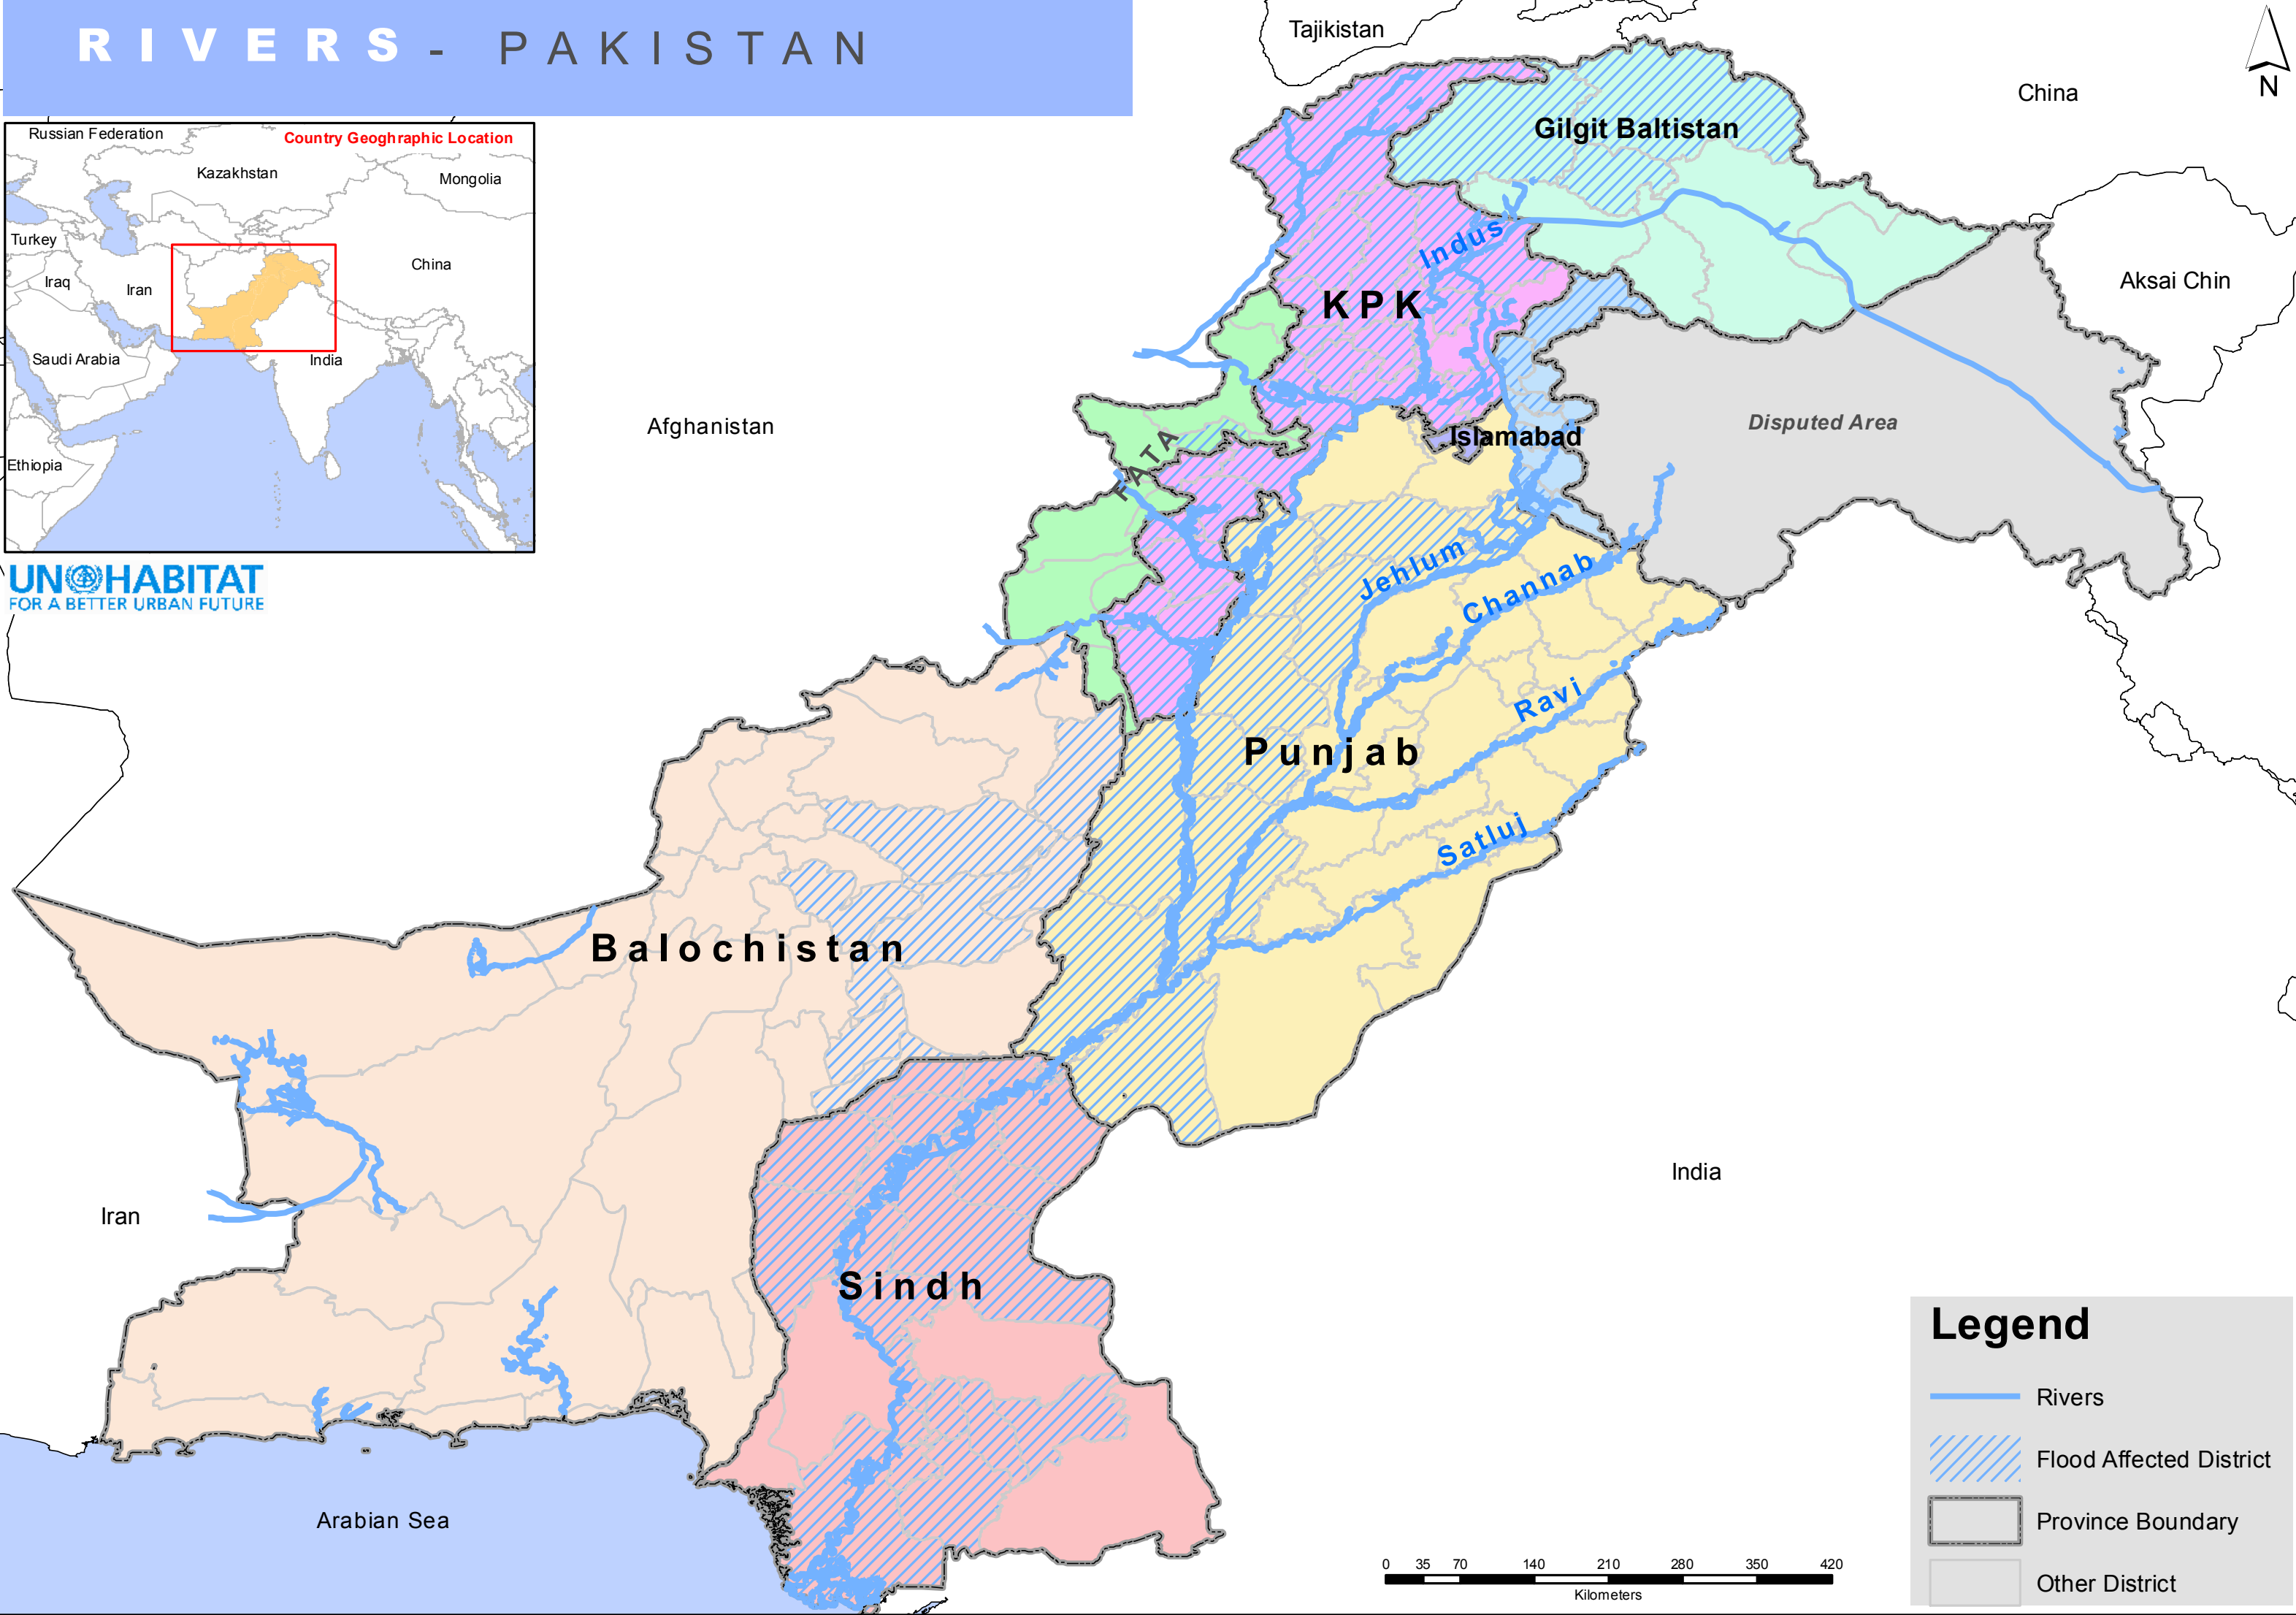 RIVERS - PAKISTAN
Country Geoghraphic Location
Russian Federation
Kazakhstan
Mongolia
Turkey
Iraq
Iran
China
Saudi Arabia
India
Ethiopia
UN HABITAT
FOR A BETTER URBAN FUTURE
Tajikistan
China
N
Gilgit Baltistan
Aksai Chin
Indus
KPK
Afghanistan
FATA
Islamabad
Disputed Area
Jehlum
Channab
Ravi
Punjab
Satluj
Balochistan
India
Iran
Sindh
Arabian Sea
Legend
Rivers
Flood Affected District
Province Boundary
Other District
0 35 70 140 210 280 350 420
Kilometers